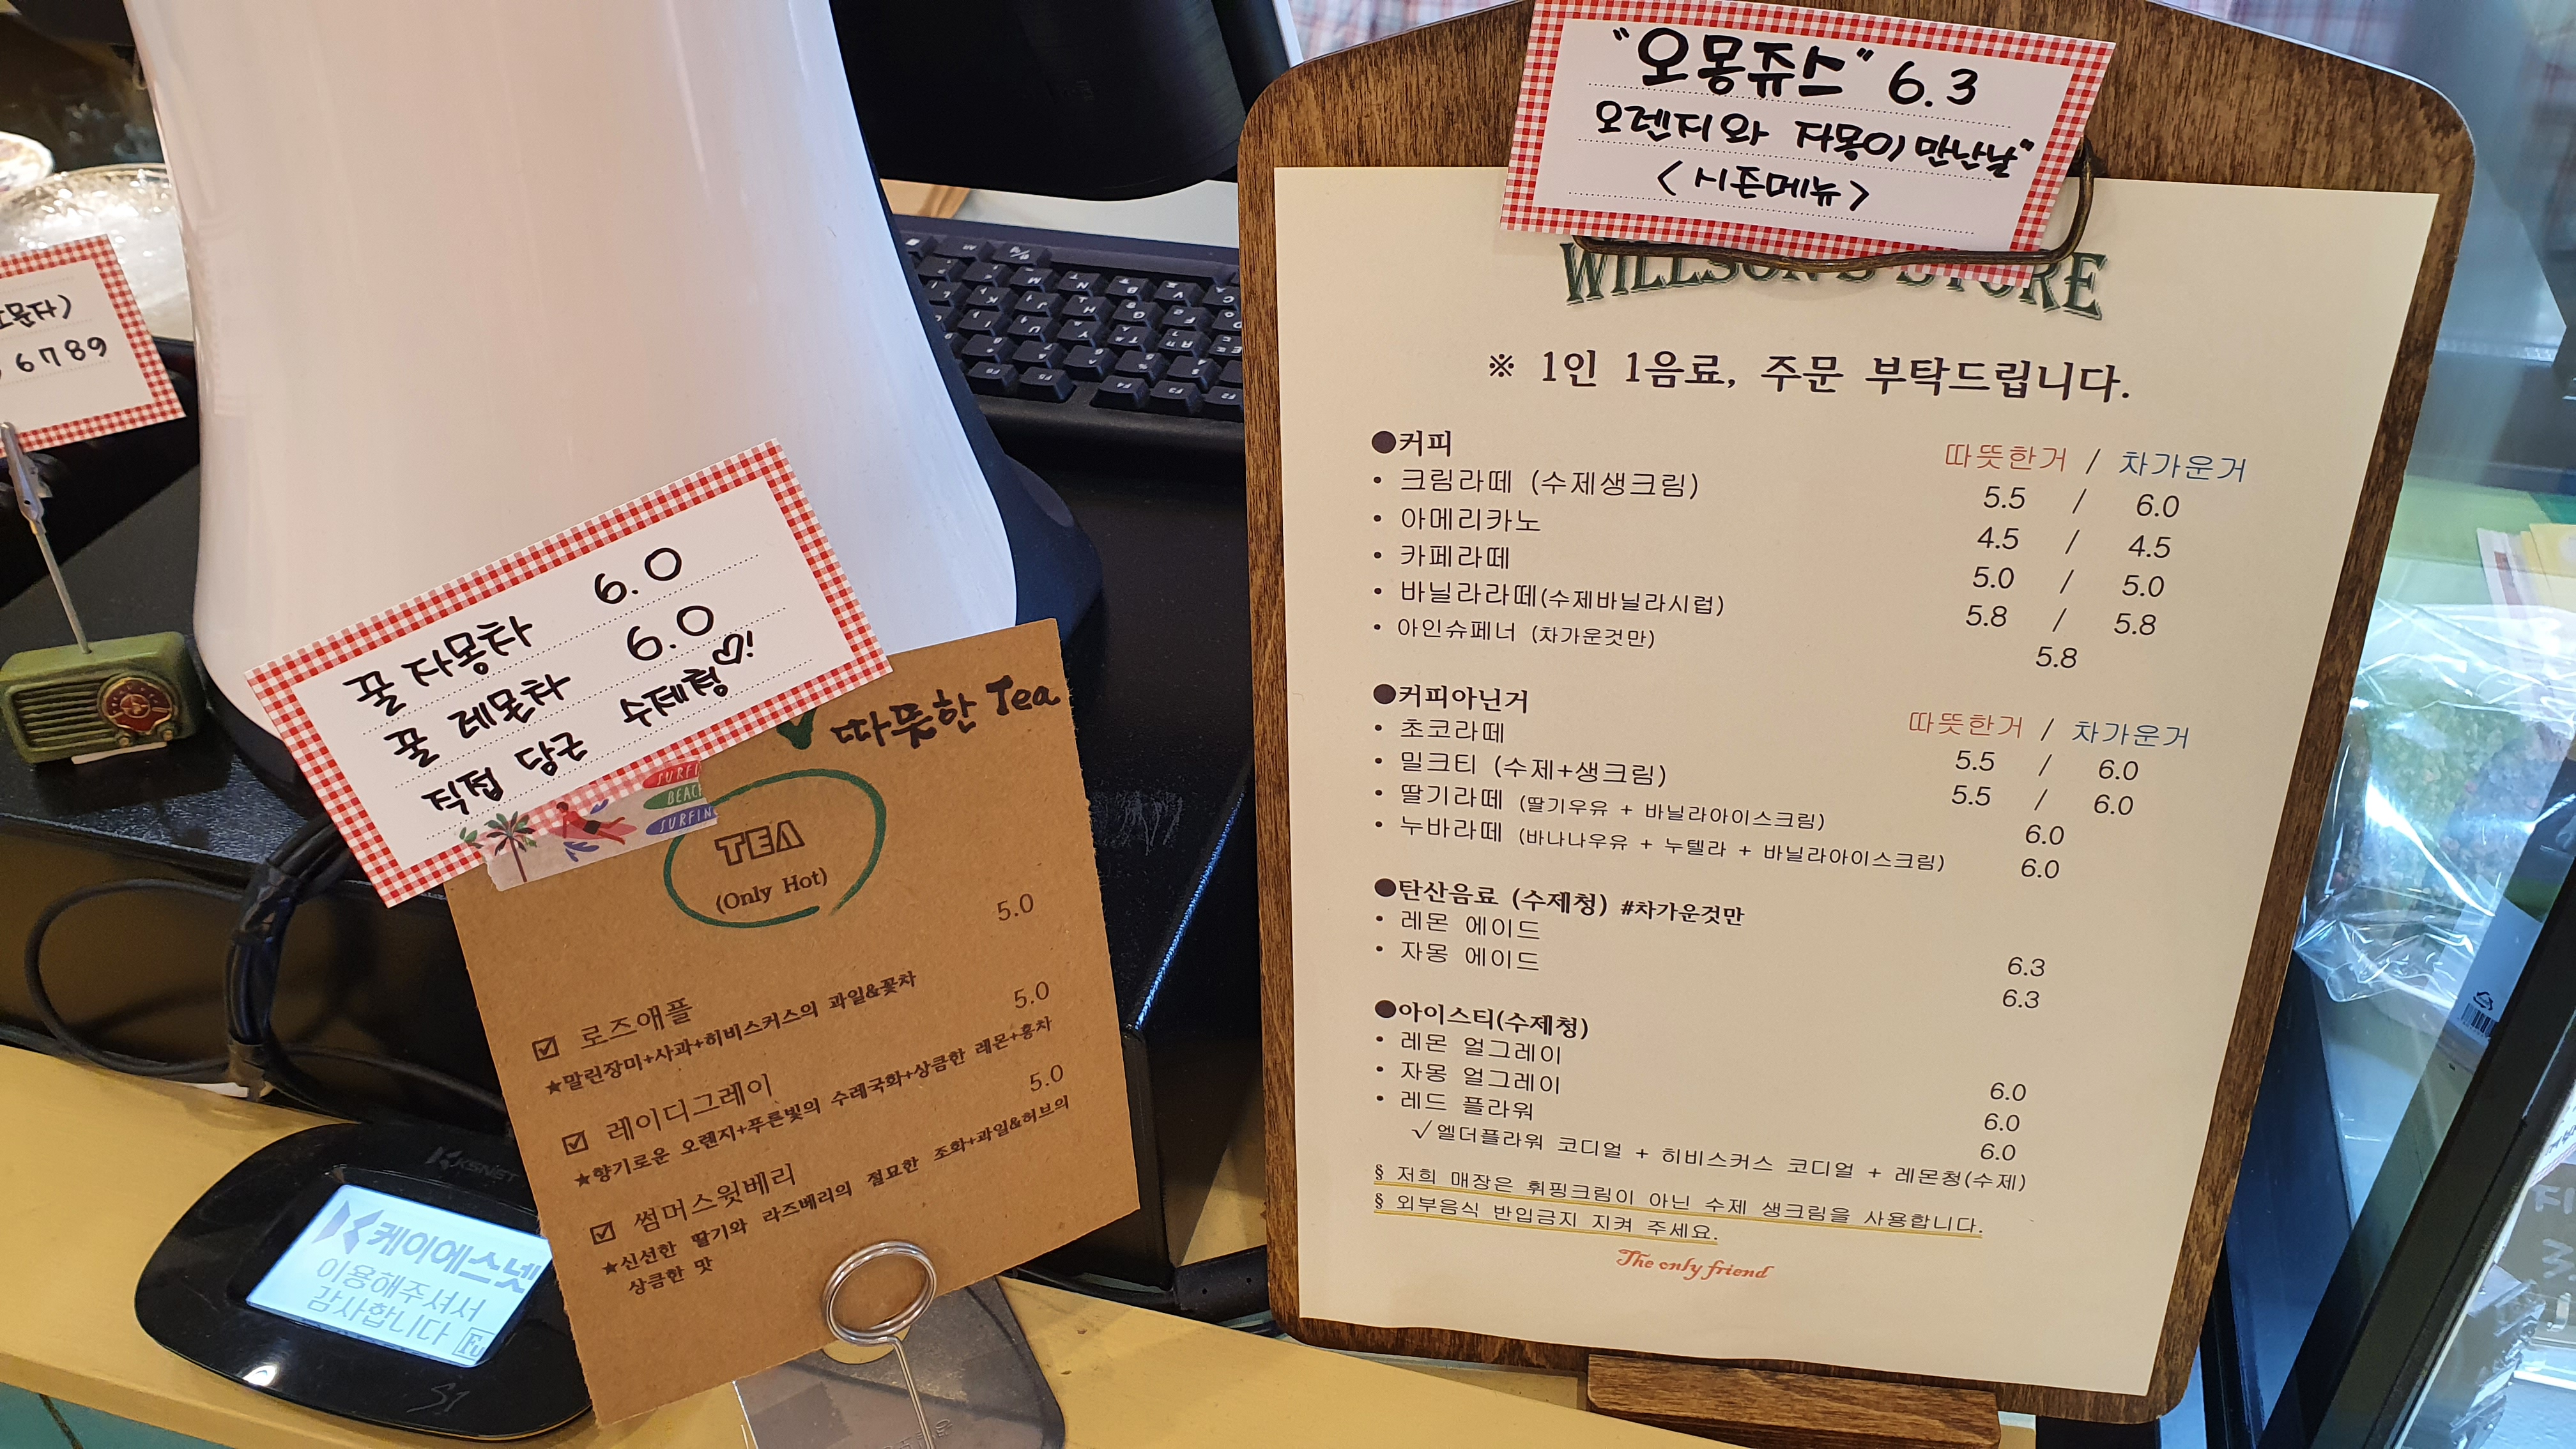 6789
풀 자몽차 6.0
풀 레몬차 6.0
직접 담근 수제청♡!
✓ 따뜻한 Tea
SURFI
BEACH
SURFIN
TEA
(Only Hot)
5.0
☑ 로즈애플
★말린장미+사과+히비스커스의 과일&꽃차
5.0
☑ 레이디그레이
★향기로운 오렌지+푸른빛의 수레국화+상큼한 레몬+홍차
5.0
☑ 썸머스윗베리
★신선한 딸기와 라즈베리의 절묘한 조화+과일&허브의
상큼한 맛
KSNET
케이에스넷
이용해주셔서
감사합니다
"오몽쥬스" 6.3
오렌지와 자몽이 만난날"
<시즌메뉴>
WILLSON'S STORE
※ 1인 1음료, 주문 부탁드립니다.
●커피 따뜻한거 / 차가운거
• 크림라떼 (수제생크림) 5.5 / 6.0
• 아메리카노 4.5 / 4.5
• 카페라떼 5.0 / 5.0
• 바닐라라떼(수제바닐라시럽) 5.8 / 5.8
• 아인슈페너 (차가운것만) 5.8
●커피아닌거 따뜻한거 / 차가운거
• 초코라떼 5.5 / 6.0
• 밀크티 (수제+생크림) 5.5 / 6.0
• 딸기라떼 (딸기우유 + 바닐라아이스크림) 6.0
• 누바라떼 (바나나우유 + 누텔라 + 바닐라아이스크림) 6.0
●탄산음료 (수제청) #차가운것만
• 레몬 에이드 6.3
• 자몽 에이드 6.3
●아이스티(수제청)
• 레몬 얼그레이 6.0
• 자몽 얼그레이 6.0
• 레드 플라워 6.0
✓엘더플라워 코디얼 + 히비스커스 코디얼 + 레몬청(수제)
§ 저희 매장은 휘핑크림이 아닌 수제 생크림을 사용합니다.
§ 외부음식 반입금지 지켜 주세요.
The only friend